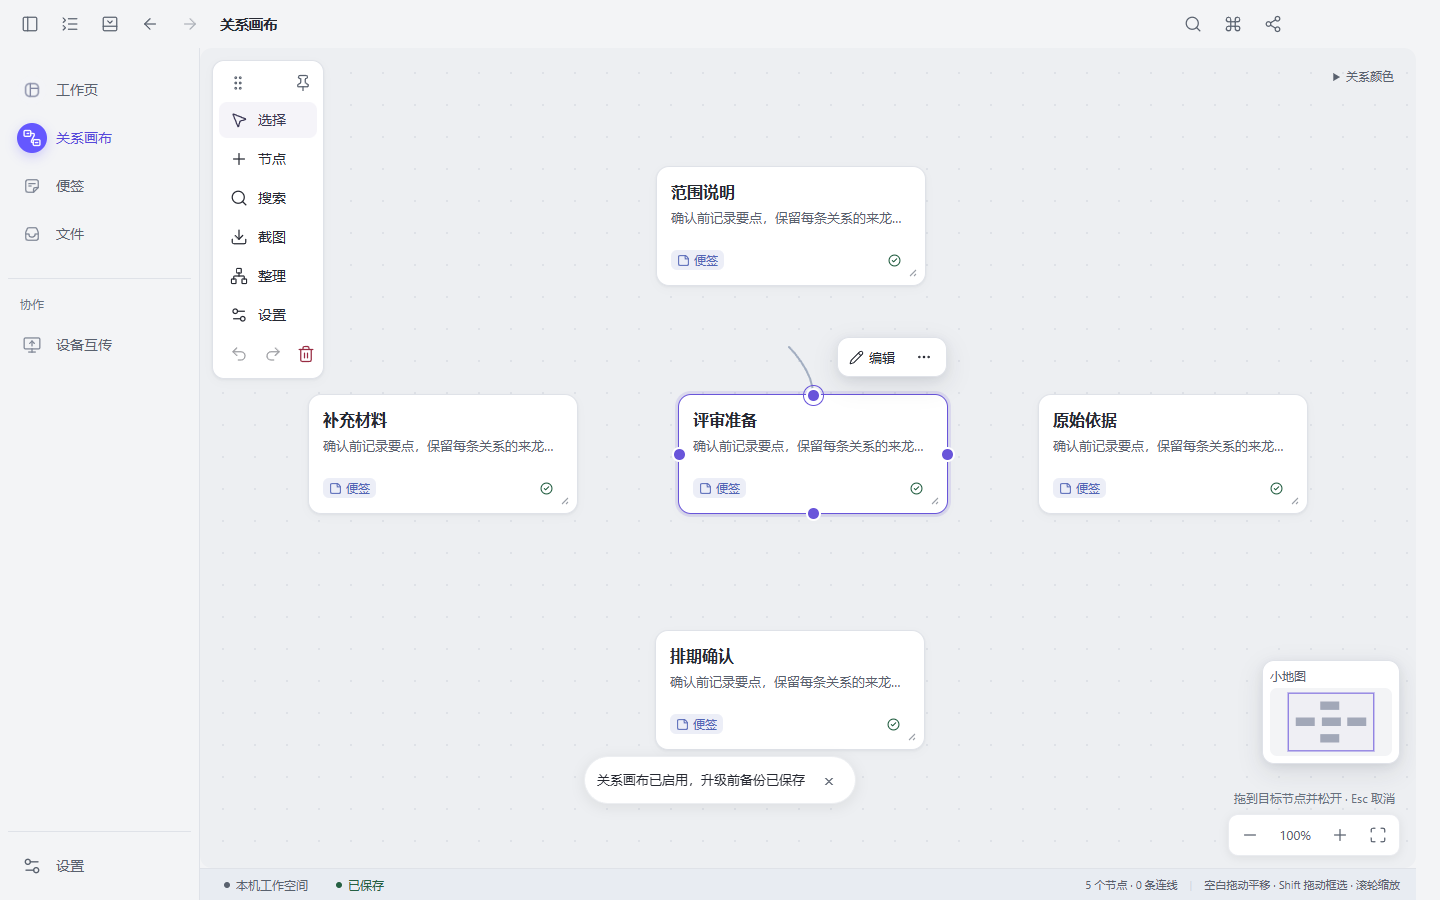 关系画布
工作页
关系画布
便签
文件
协作
设备互传
设置
选择
节点
搜索
截图
整理
设置
关系颜色
范围说明
确认前记录要点，保留每条关系的来龙...
便签
编辑
补充材料
确认前记录要点，保留每条关系的来龙...
便签
评审准备
确认前记录要点，保留每条关系的来龙...
便签
原始依据
确认前记录要点，保留每条关系的来龙...
便签
排期确认
确认前记录要点，保留每条关系的来龙...
便签
关系画布已启用，升级前备份已保存
小地图
拖到目标节点并松开 · Esc 取消
100%
本机工作空间
已保存
5 个节点 · 0 条连线
空白拖动平移 · Shift 拖动框选 · 滚轮缩放